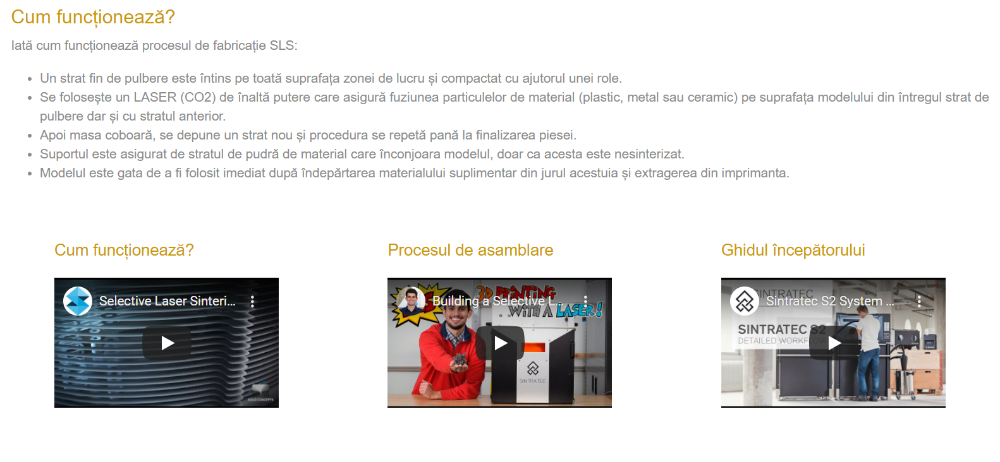 Cum funcționează?
Iată cum funcționează procesul de fabricație SLS:
Un strat fin de pulbere este întins pe toată suprafața zonei de lucru și compactat cu ajutorul unei role.
Se folosește un LASER (CO2) de înaltă putere care asigură fuziunea particulelor de material (plastic, metal sau ceramic) pe suprafața modelului din întregul strat de
pulbere dar și cu stratul anterior.
Apoi masa coboară, se depune un strat nou și procedura se repetă pană la finalizarea piesei.
Suportul este asigurat de stratul de pudră de material care înconjoara modelul, doar ca acesta este nesinterizat.
Modelul este gata de a fi folosit imediat după îndepărtarea materialului suplimentar din jurul acestuia și extragerea din imprimanta.
Cum funcționează?
Procesul de asamblare
Ghidul începătorului
Selective Laser Sinteri...
SOLID CONCEPTS
Building a Selective L...
3D PRINTING
...WITH A LASER!
SINTRATEC
Sintratec S2 System ...
SINTRATEC
SINTRATEC S2
DETAILED WORKFLOW